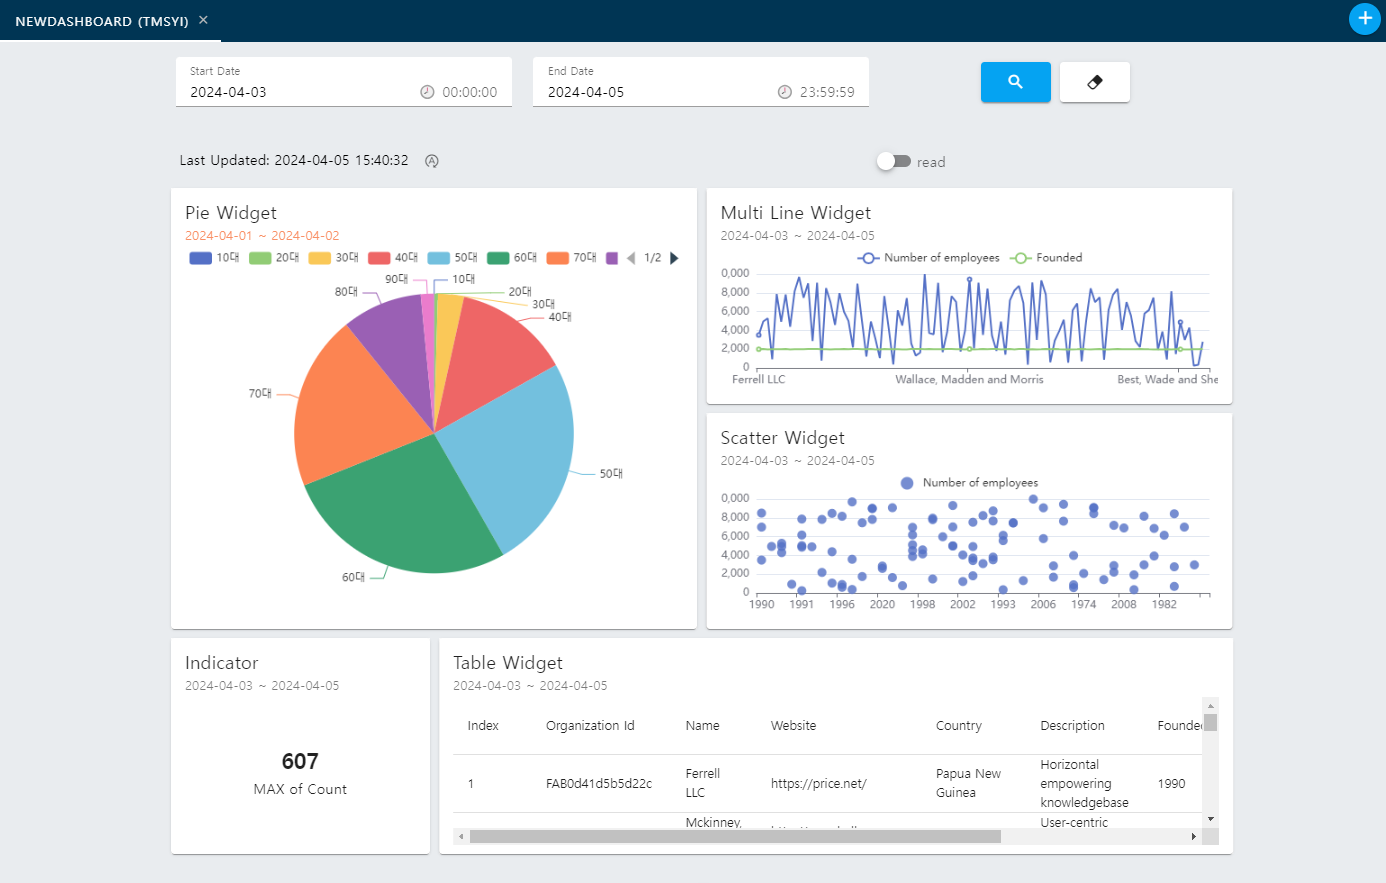 NEWDASHBOARD (TMSYI) ×
Start Date
2024-04-03 00:00:00
End Date
2024-04-05 23:59:59
Last Updated: 2024-04-05 15:40:32
read
Pie Widget
2024-04-01 ~ 2024-04-02
10대 20대 30대 40대 50대 60대 70대 1/2
90대 10대
80대 20대
30대
40대
70대
50대
60대
Multi Line Widget
2024-04-03 ~ 2024-04-05
Number of employees Founded
0,000
8,000
6,000
4,000
2,000
0
Ferrell LLC Wallace, Madden and Morris Best, Wade and She
Scatter Widget
2024-04-03 ~ 2024-04-05
Number of employees
0,000
8,000
6,000
4,000
2,000
0
1990 1991 1996 2020 1998 2002 1993 2006 1974 2008 1982
Indicator
2024-04-03 ~ 2024-04-05
607
MAX of Count
Table Widget
2024-04-03 ~ 2024-04-05
Index Organization Id Name Website Country Description Founded
1 FAB0d41d5b5d22c Ferrell LLC https://price.net/ Papua New Guinea Horizontal empowering knowledgebase 1990
Mckinney, User-centric